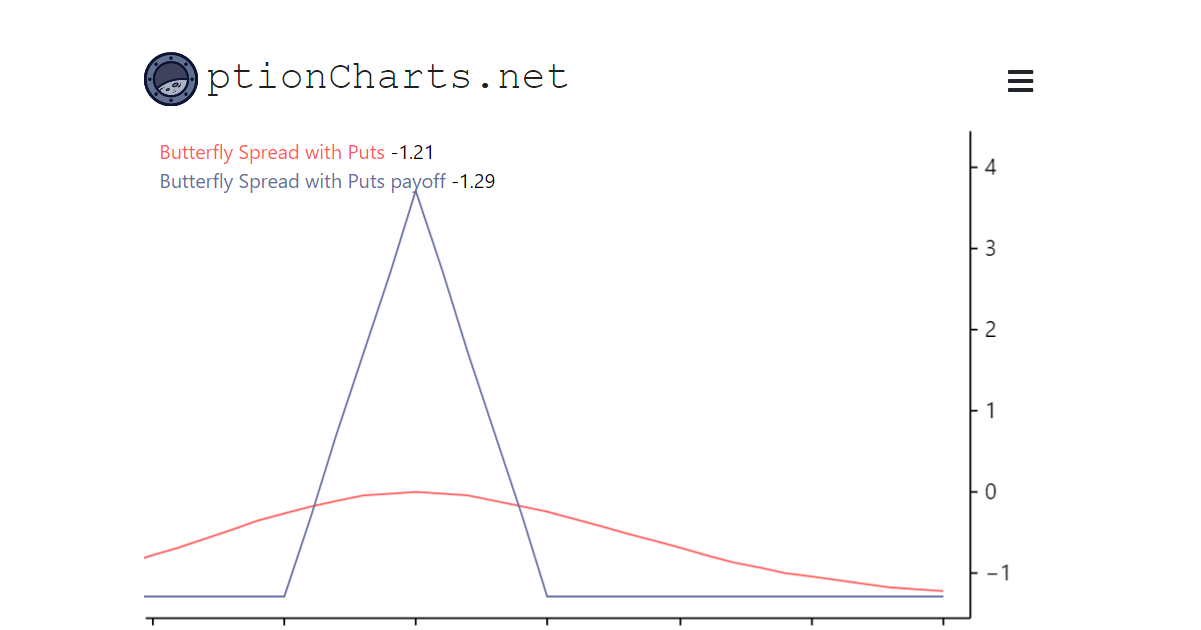 ptionCharts.net
Butterfly Spread with Puts -1.21
Butterfly Spread with Puts payoff -1.29
4
3
2
1
0
−1